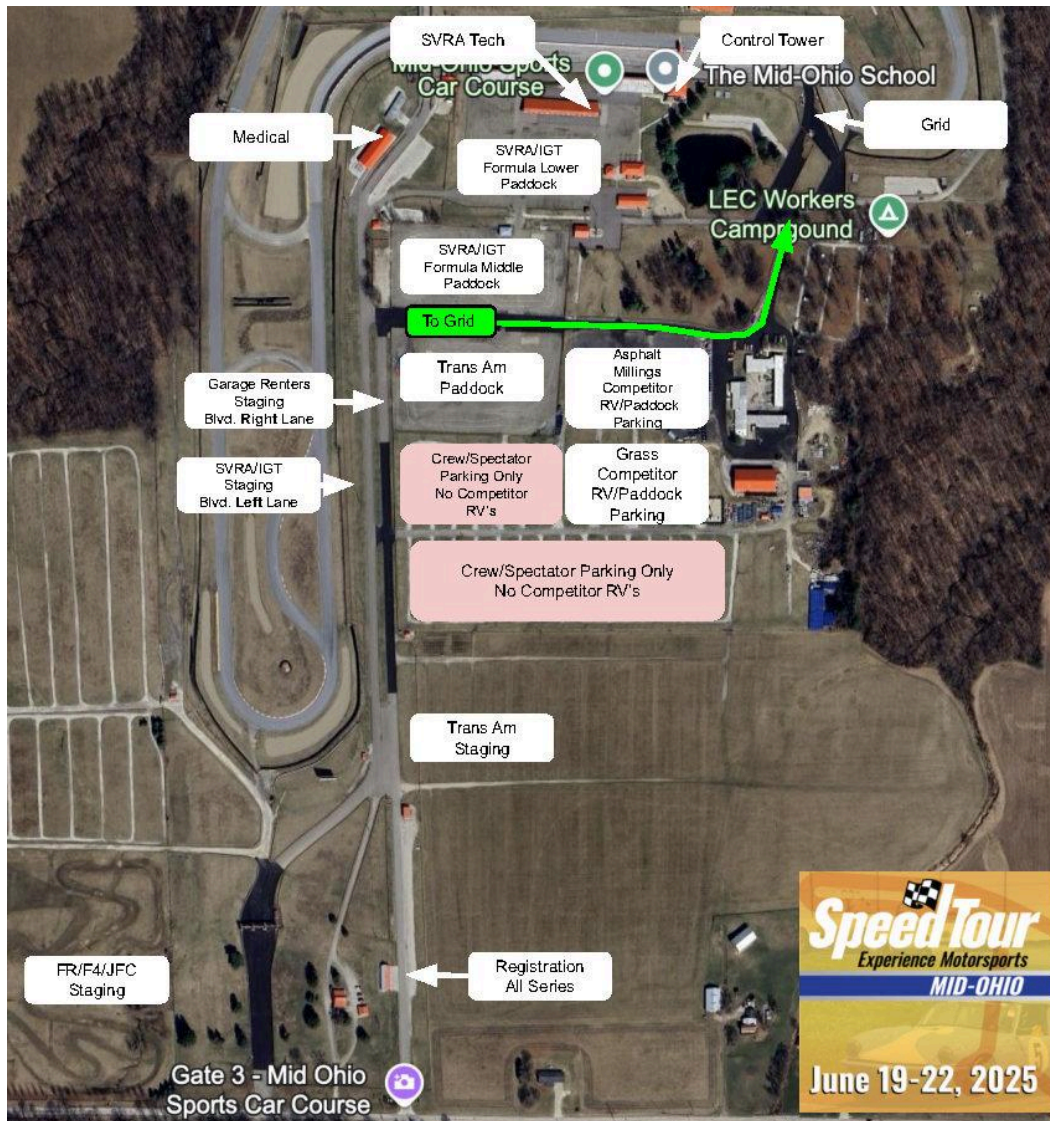 SVRA Tech
Control Tower
Mid-Ohio Sports
Car Course
The Mid-Ohio School
Grid
Medical
SVRA/IGT
Formula Lower
Paddock
LEC Workers
Campground
SVRA/IGT
Formula Middle
Paddock
To Grid
Trans Am
Paddock
Asphalt
Millings
Competitor
RV/Paddock
Parking
Garage Renters
Staging
Blvd. Right Lane
SVRA/IGT
Staging
Blvd. Left Lane
Crew/Spectator
Parking Only
No Competitor
RV's
Grass
Competitor
RV/Paddock
Parking
Crew/Spectator Parking Only
No Competitor RV's
Trans Am
Staging
FR/F4/JFC
Staging
Registration
All Series
Gate 3 - Mid Ohio
Sports Car Course
SpeedTour
Experience Motorsports
MID-OHIO
June 19-22, 2025